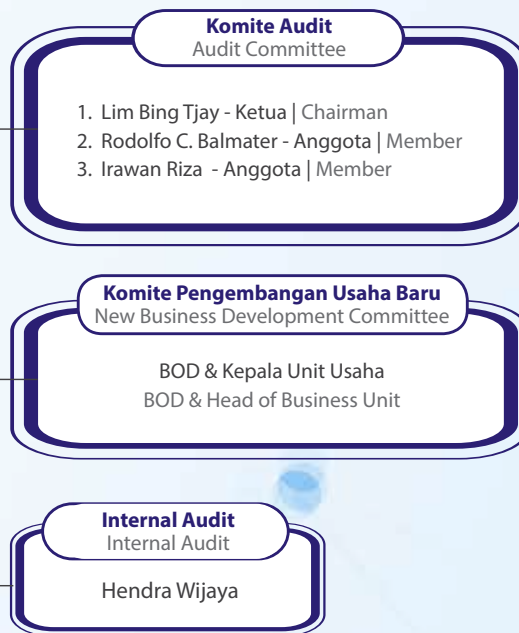 Komite Audit
Audit Committee
1. Lim Bing Tjay - Ketua | Chairman
2. Rodolfo C. Balmater - Anggota | Member
3. Irawan Riza - Anggota | Member
Komite Pengembangan Usaha Baru
New Business Development Committee
BOD & Kepala Unit Usaha
BOD & Head of Business Unit
Internal Audit
Internal Audit
Hendra Wijaya